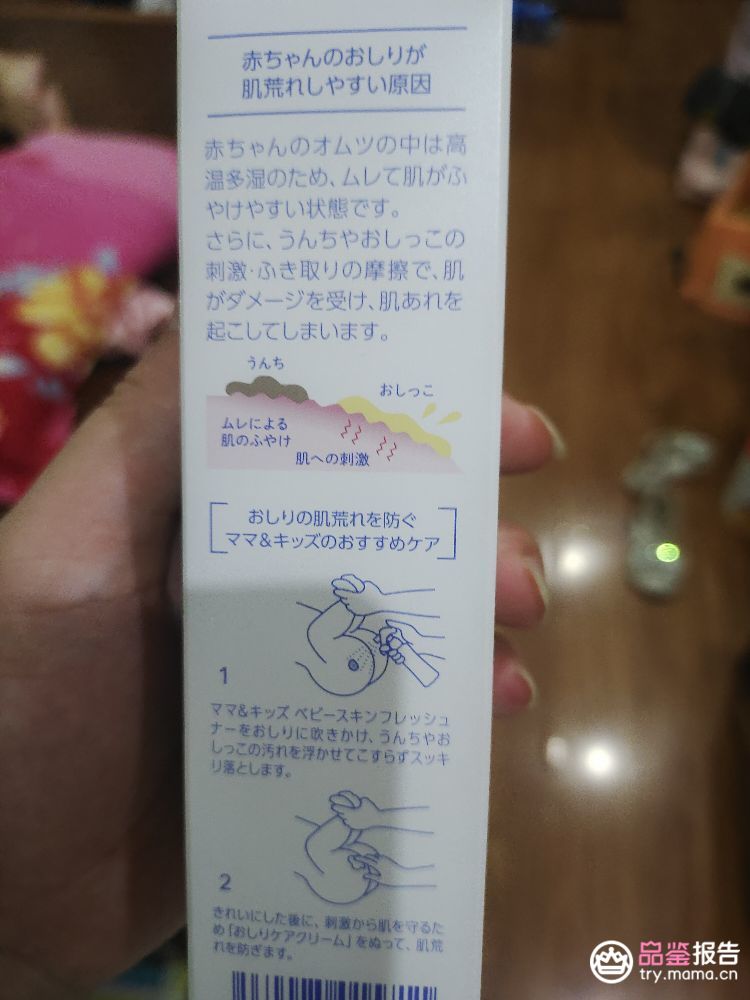 赤ちゃんのおしりが
肌荒れしやすい原因
赤ちゃんのオムツの中は高
温多湿のため、ムレて肌がふ
やけやすい状態です。
さらに、うんちやおしっこの
刺激・ふき取りの摩擦で、肌
がダメージを受け、肌あれを
起こしてしまいます。
うんち
おしっこ
ムレによる
肌のふやけ
肌への刺激
おしりの肌荒れを防ぐ
ママ&キッズのおすすめケア
1
ママ&キッズ ベビースキンフレッシュ
ナーをおしりに吹きかけ、うんちやお
しっこの汚れを浮かせてこすらずスッキ
リ落とします。
2
きれいにした後に、刺激から肌を守るた
め「おしりケアクリーム」をぬって、肌荒
れを防ぎます。
品鉴报告
try.mama.cn